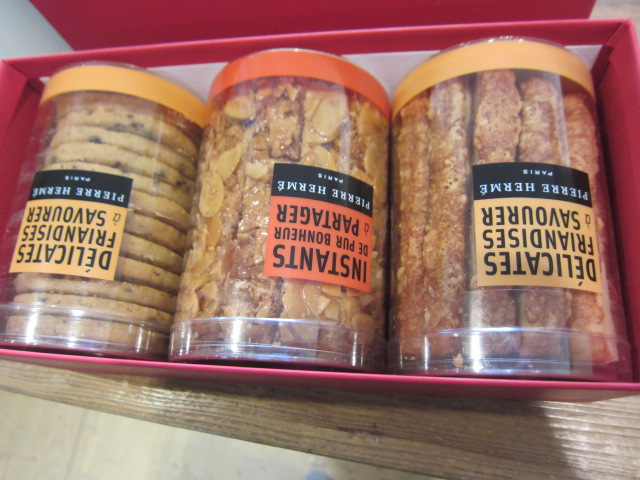 PIERRE HERMÉ
PARIS
DÉLICATES
FRIANDISES
à SAVOURER
PIERRE HERMÉ
PARIS
INSTANTS
DE PUR BONHEUR
à PARTAGER
PIERRE HERMÉ
PARIS
DÉLICATES
FRIANDISES
à SAVOURER